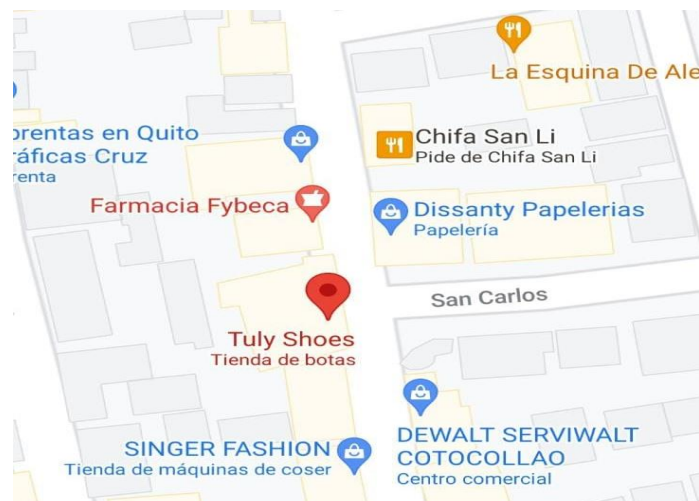 La Esquina De Ale
orentas en Quito
ráficas Cruz
renta
Chifa San Li
Pide de Chifa San Li
Farmacia Fybeca
Dissanty Papelerias
Papelería
San Carlos
Tuly Shoes
Tienda de botas
SINGER FASHION
Tienda de máquinas de coser
DEWALT SERVIWALT
COTOCOLLAO
Centro comercial